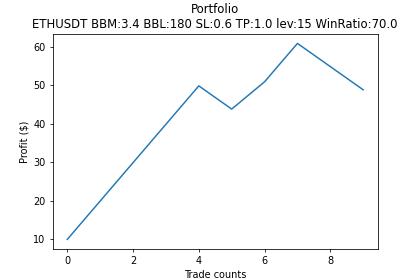 Portfolio
ETHUSDT BBM:3.4 BBL:180 SL:0.6 TP:1.0 lev:15 WinRatio:70.0
60
50
40
30
20
10
Profit ($)
0 2 4 6 8
Trade counts